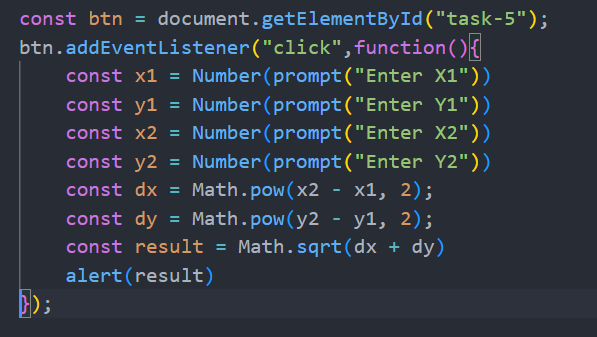 const btn = document.getElementById("task-5");
btn.addEventListener("click",function(){
    const x1 = Number(prompt("Enter X1"))
    const y1 = Number(prompt("Enter Y1"))
    const x2 = Number(prompt("Enter X2"))
    const y2 = Number(prompt("Enter Y2"))
    const dx = Math.pow(x2 - x1, 2);
    const dy = Math.pow(y2 - y1, 2);
    const result = Math.sqrt(dx + dy)
    alert(result)
});